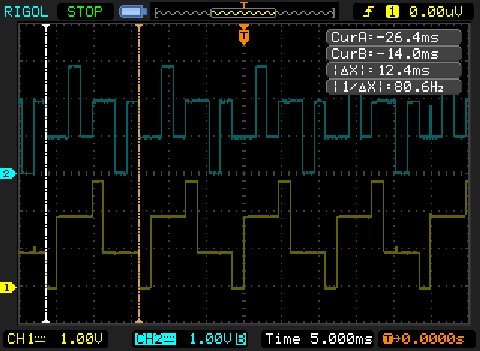 RIGOL STOP T 1 0.00uV
T
CurA=-26.4ms
CurB=-14.0ms
|ΔX|=12.4ms
|1/ΔX|=80.6Hz
2
1
CH1 1.00V CH2 1.00V B Time 5.000ms T→0.0000s